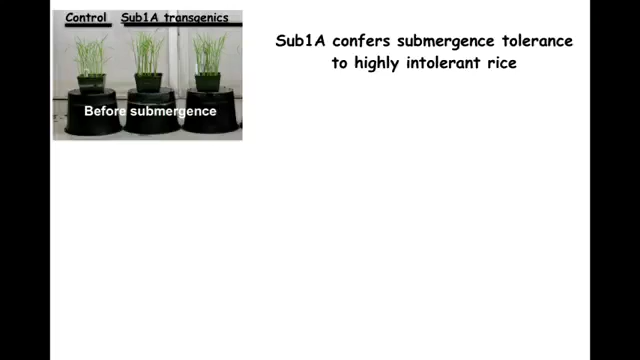 Control Sub1A transgenics
Before submergence
Sub1A confers submergence tolerance
to highly intolerant rice